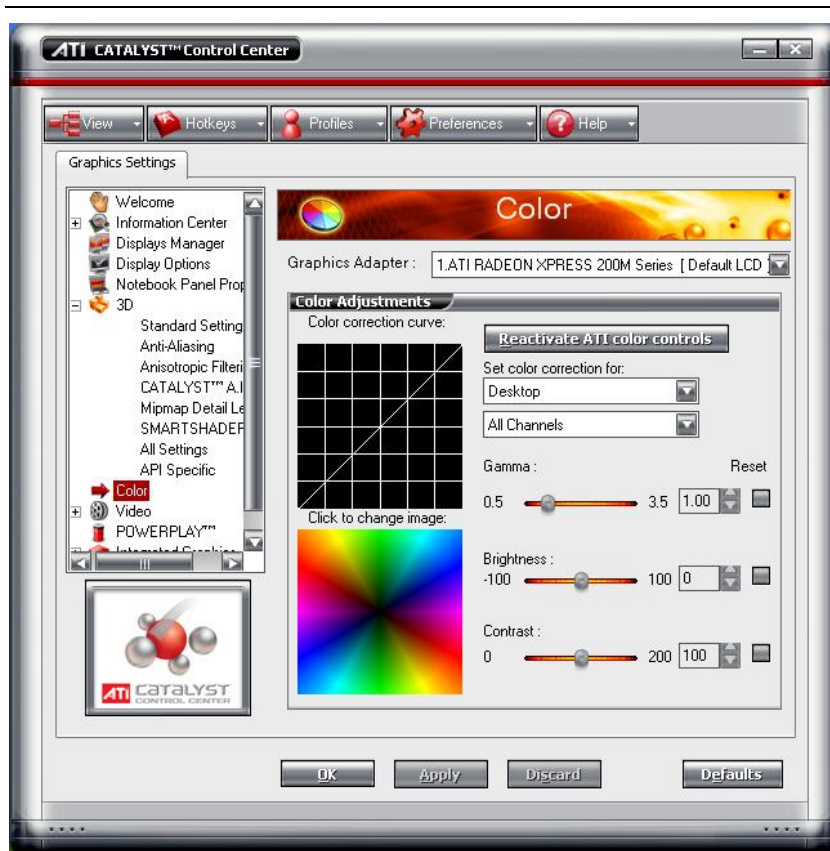 ATI CATALYST™ Control Center
View
Hotkeys
Profiles
Preferences
Help
Graphics Settings
Welcome
Information Center
Displays Manager
Display Options
Notebook Panel Prop
3D
Standard Setting
Anti-Aliasing
Anisotropic Filteri
CATALYST™ A.I
Mipmap Detail Le
SMARTSHADER
All Settings
API Specific
Color
Video
POWERPLAY™
Integrated Graphics
ATI CATALYST
CONTROL CENTER
Color
Graphics Adapter : 1.ATI RADEON XPRESS 200M Series [ Default LCD ]
Color Adjustments
Color correction curve:
Click to change image:
Reactivate ATI color controls
Set color correction for:
Desktop
All Channels
Gamma : Reset
0.5 3.5 1.00
Brightness :
-100 100 0
Contrast :
0 200 100
OK Apply Discard Defaults